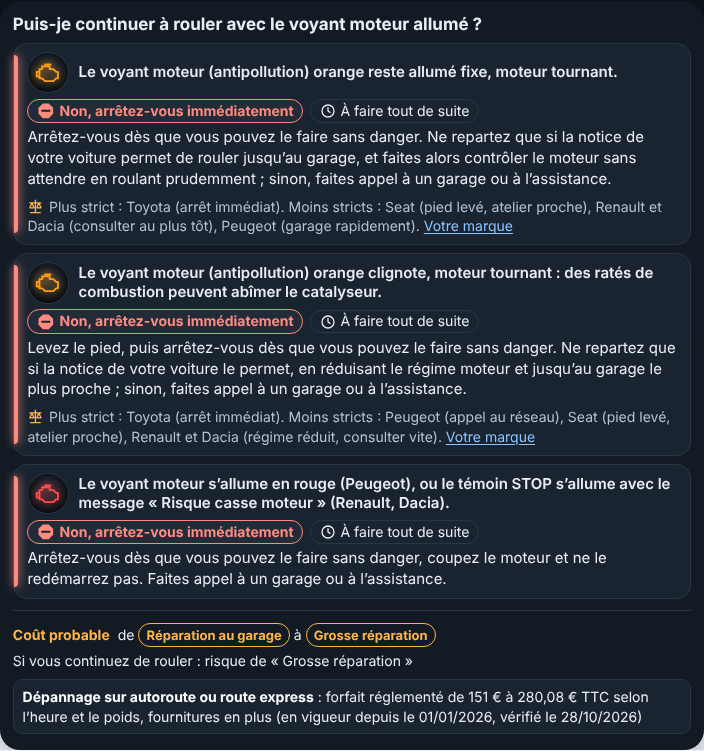 Puis-je continuer à rouler avec le voyant moteur allumé ?
Le voyant moteur (antipollution) orange reste allumé fixe, moteur tournant.
Non, arrêtez-vous immédiatement À faire tout de suite
Arrêtez-vous dès que vous pouvez le faire sans danger. Ne repartez que si la notice de
votre voiture permet de rouler jusqu’au garage, et faites alors contrôler le moteur sans
attendre en roulant prudemment ; sinon, faites appel à un garage ou à l’assistance.
Plus strict : Toyota (arrêt immédiat). Moins stricts : Seat (pied levé, atelier proche), Renault et
Dacia (consulter au plus tôt), Peugeot (garage rapidement). Votre marque
Le voyant moteur (antipollution) orange clignote, moteur tournant : des ratés de
combustion peuvent abîmer le catalyseur.
Non, arrêtez-vous immédiatement À faire tout de suite
Levez le pied, puis arrêtez-vous dès que vous pouvez le faire sans danger. Ne repartez que
si la notice de votre voiture le permet, en réduisant le régime moteur et jusqu’au garage le
plus proche ; sinon, faites appel à un garage ou à l’assistance.
Plus strict : Toyota (arrêt immédiat). Moins stricts : Peugeot (appel au réseau), Seat (pied levé,
atelier proche), Renault et Dacia (régime réduit, consulter vite). Votre marque
Le voyant moteur s’allume en rouge (Peugeot), ou le témoin STOP s’allume avec le
message « Risque casse moteur » (Renault, Dacia).
Non, arrêtez-vous immédiatement À faire tout de suite
Arrêtez-vous dès que vous pouvez le faire sans danger, coupez le moteur et ne le
redémarrez pas. Faites appel à un garage ou à l’assistance.
Coût probable de Réparation au garage à Grosse réparation
Si vous continuez de rouler : risque de « Grosse réparation »
Dépannage sur autoroute ou route express : forfait réglementé de 151 € à 280,08 € TTC selon
l’heure et le poids, fournitures en plus (en vigueur depuis le 01/01/2026, vérifié le 28/10/2026)